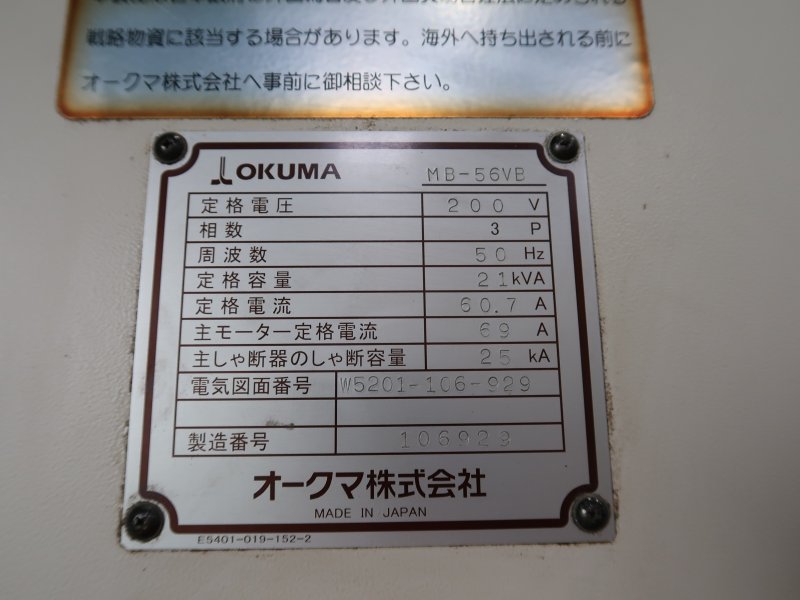 戦略物資に該当する場合があります。海外へ持ち出される前に
オークマ株式会社へ事前に御相談下さい。
OKUMA MB-56VB
定格電圧 200 V
相数 3 P
周波数 50 Hz
定格容量 21 kVA
定格電流 60.7 A
主モーター定格電流 69 A
主しゃ断器のしゃ断容量 25 kA
電気図面番号 W5201-106-929
製造番号 106929
オークマ株式会社
MADE IN JAPAN
E5401-019-152-2